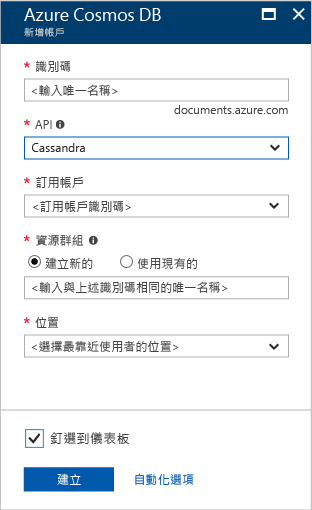 Azure Cosmos DB
新增帳戶
* 識別碼
<輸入唯一名稱>
documents.azure.com
* API
Cassandra
* 訂用帳戶
<訂用帳戶識別碼>
* 資源群組
建立新的 使用現有的
<輸入與上述識別碼相同的唯一名稱>
* 位置
<選擇最靠近使用者的位置>
釘選到儀表板
建立 自動化選項